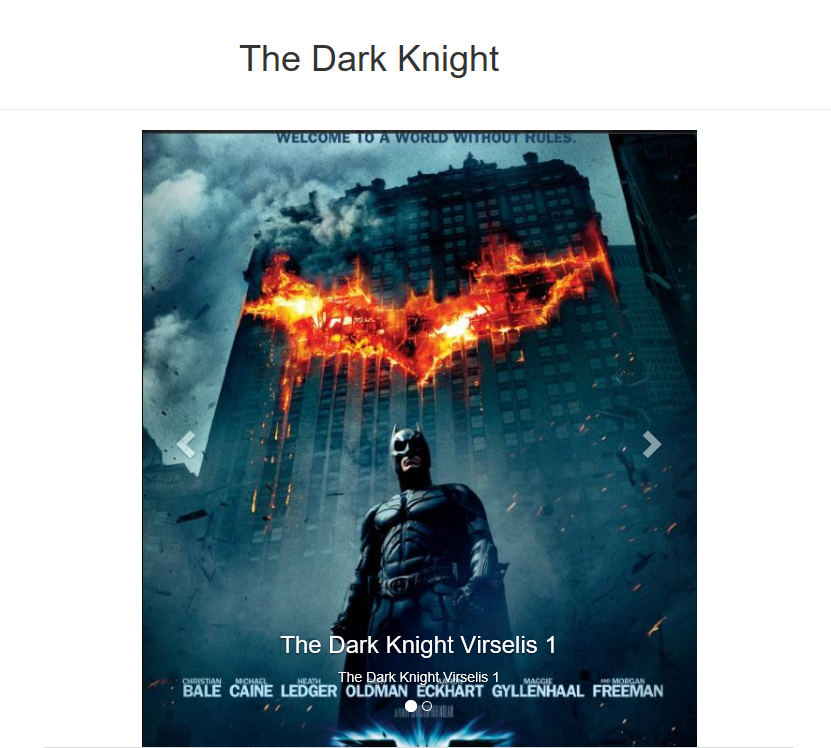 The Dark Knight
WELCOME TO A WORLD WITHOUT RULES.
The Dark Knight Virselis 1
The Dark Knight Virselis 1
CHRISTIAN BALE MICHAEL CAINE HEATH LEDGER OLDMAN ECKHART MAGGIE GYLLENHAAL AND MORGAN FREEMAN